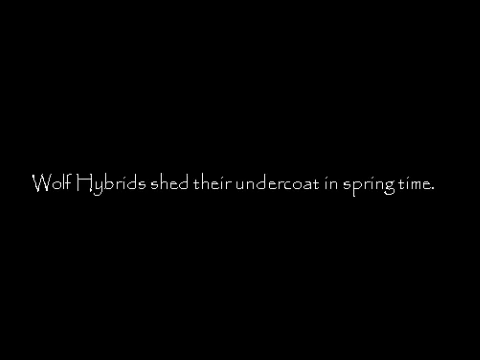 Wolf Hybrids shed their undercoat in spring time.